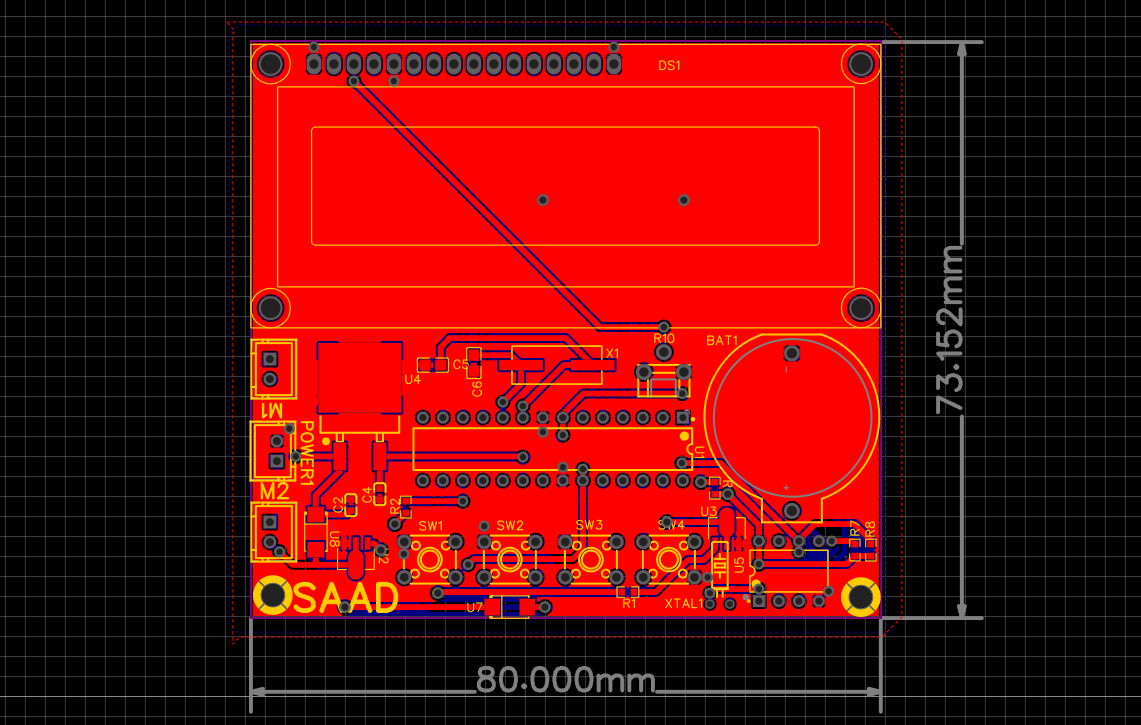 DS1
R10
BAT1
X1
C5
U4
C6
M1
POWER1
U1
M2
C4
C2
R2
U3
SW1
SW2
SW3
SW4
R7
R8
U8
U5
SAAD
R1
XTAL1
U7
73.152mm
80.000mm